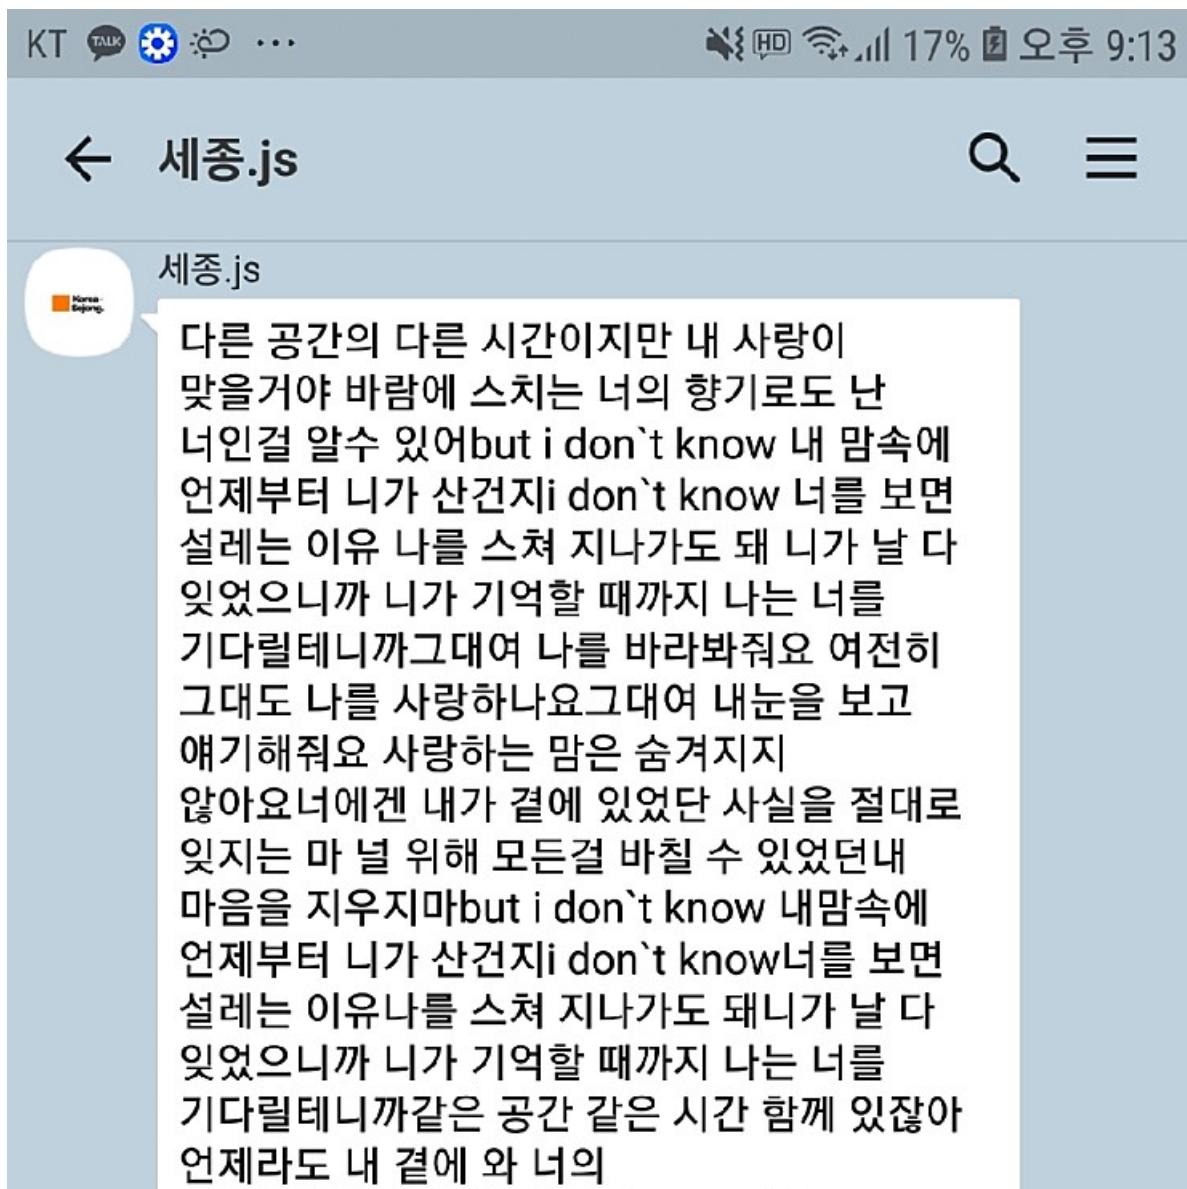 KT TALK ... HD 17% 오후 9:13
세종.js
세종.js
Korea-
Sejong.
다른 공간의 다른 시간이지만 내 사랑이
맞을거야 바람에 스치는 너의 향기로도 난
너인걸 알수 있어but i don`t know 내 맘속에
언제부터 니가 산건지i don`t know 너를 보면
설레는 이유 나를 스쳐 지나가도 돼 니가 날 다
잊었으니까 니가 기억할 때까지 나는 너를
기다릴테니까그대여 나를 바라봐줘요 여전히
그대도 나를 사랑하나요그대여 내눈을 보고
얘기해줘요 사랑하는 맘은 숨겨지지
않아요너에겐 내가 곁에 있었단 사실을 절대로
잊지는 마 널 위해 모든걸 바칠 수 있었던내
마음을 지우지마but i don`t know 내맘속에
언제부터 니가 산건지i don`t know너를 보면
설레는 이유나를 스쳐 지나가도 돼니가 날 다
잊었으니까 니가 기억할 때까지 나는 너를
기다릴테니까같은 공간 같은 시간 함께 있잖아
언제라도 내 곁에 와 너의